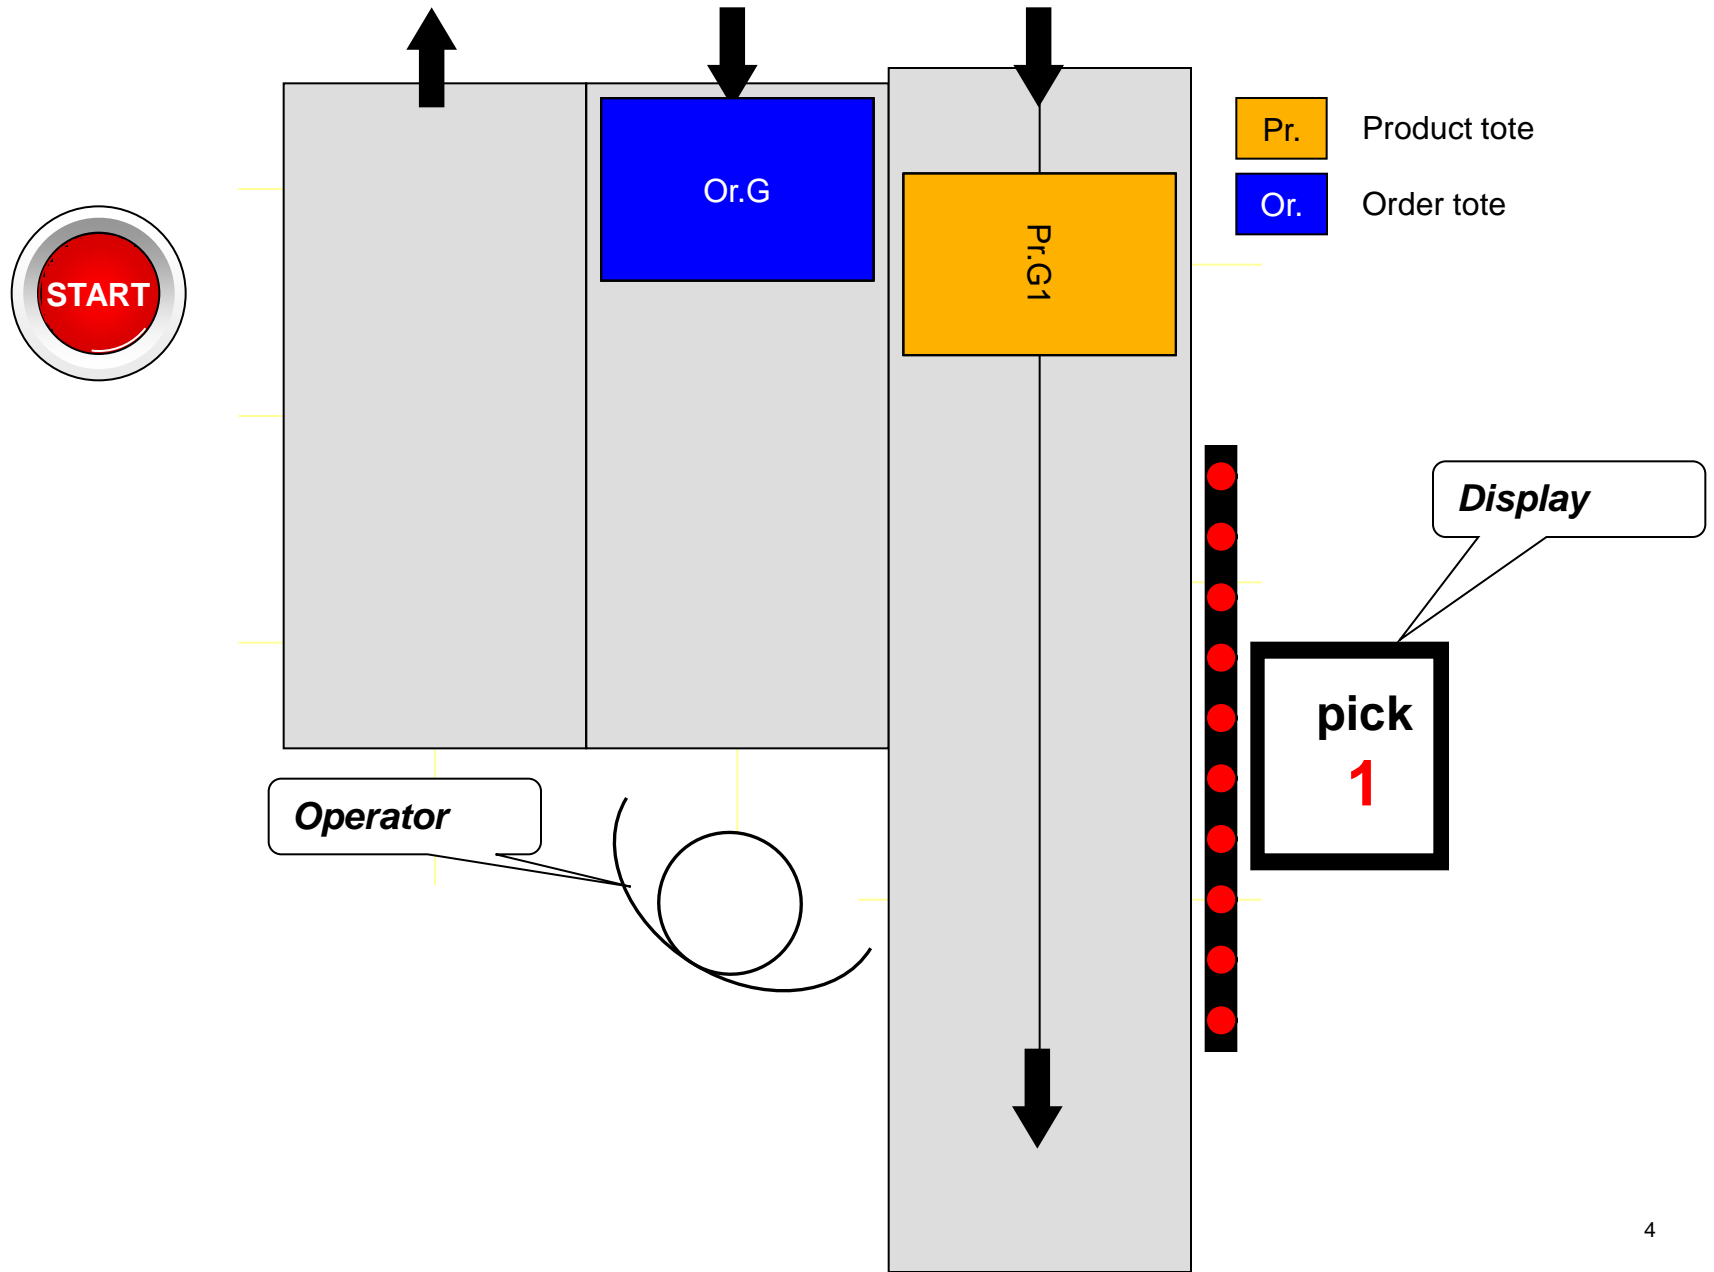 Pr.
Product tote
Or.G
Or.
Order tote
Pr.G1
START
Display
pick
1
Operator
4